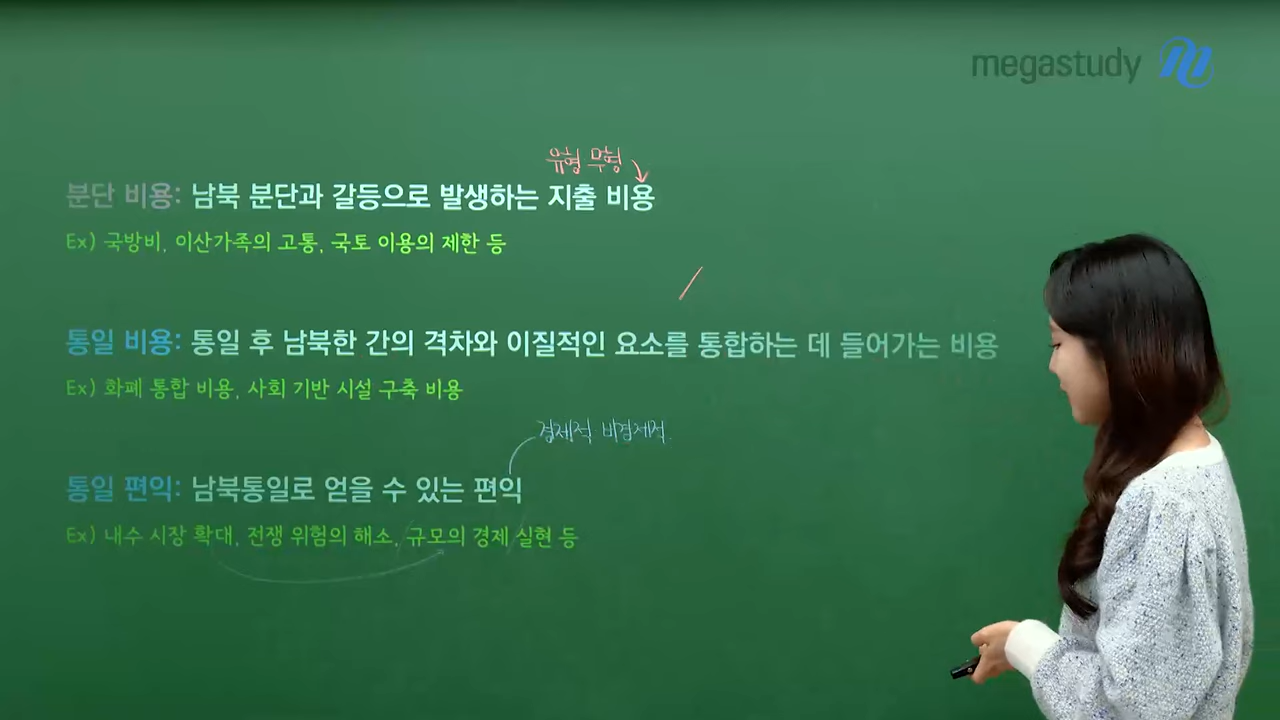 megastudy
유형 무형
분단 비용: 남북 분단과 갈등으로 발생하는 지출 비용
Ex) 국방비, 이산가족의 고통, 국토 이용의 제한 등
통일 비용: 통일 후 남북한 간의 격차와 이질적인 요소를 통합하는 데 들어가는 비용
Ex) 화폐 통합 비용, 사회 기반 시설 구축 비용
경제적 비경제적.
통일 편익: 남북통일로 얻을 수 있는 편익
Ex) 내수 시장 확대, 전쟁 위험의 해소, 규모의 경제 실현 등